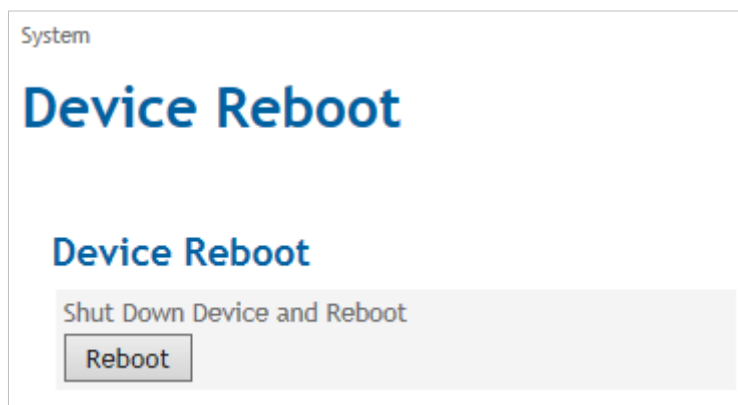 System
Device Reboot
Device Reboot
Shut Down Device and Reboot
Reboot